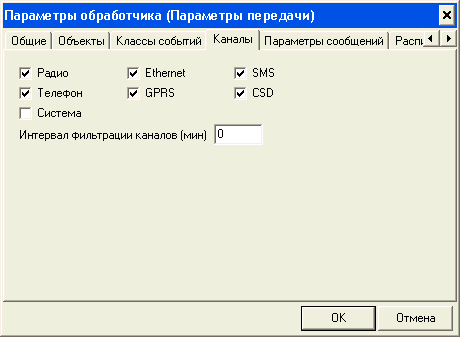 Параметры обработчика (Параметры передачи)
Общие Объекты Классы событий Каналы Параметры сообщений
Радио Ethernet SMS
Телефон GPRS CSD
Система
Интервал фильтрации каналов (мин) 0
OK Отмена